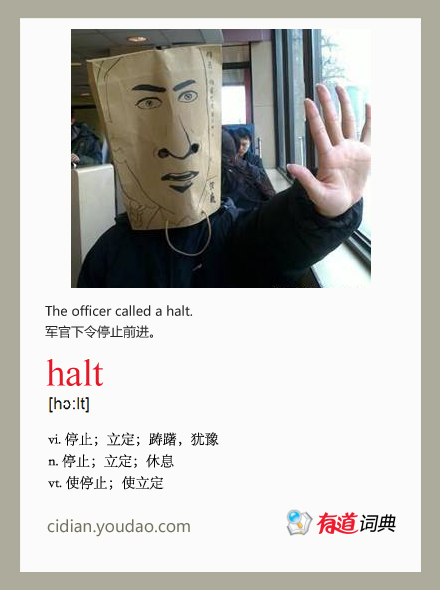 The officer called a halt.
军官下令停止前进。
halt
[hɔ:lt]
vi. 停止；立定；踌躇，犹豫
n. 停止；立定；休息
vt. 使停止；使立定
cidian.youdao.com
有道词典